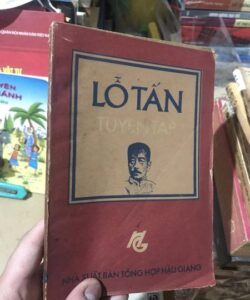 LỖ TẤN
TUYỂN TẬP
NHÀ XUẤT BẢN TỔNG HỢP HẬU GIANG